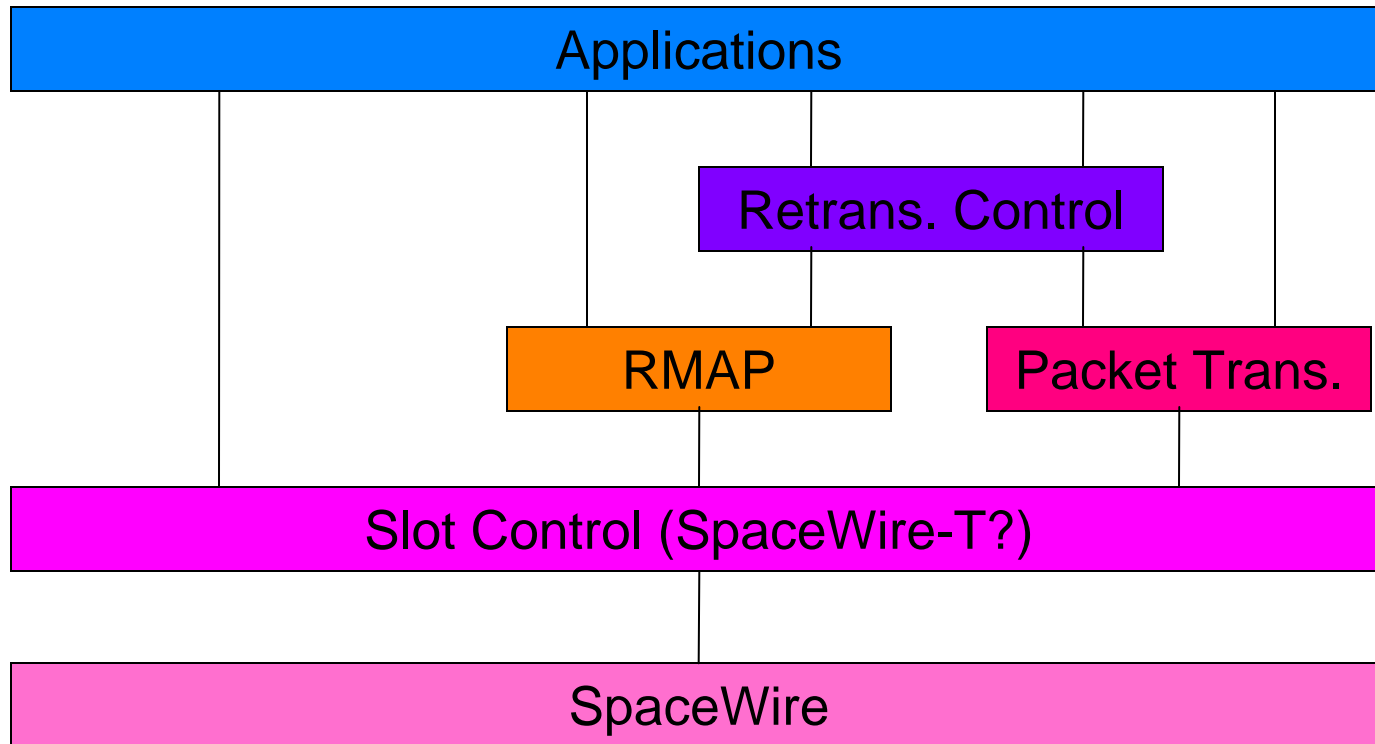 Applications
Retrans. Control
RMAP
Packet Trans.
Slot Control (SpaceWire-T?)
SpaceWire